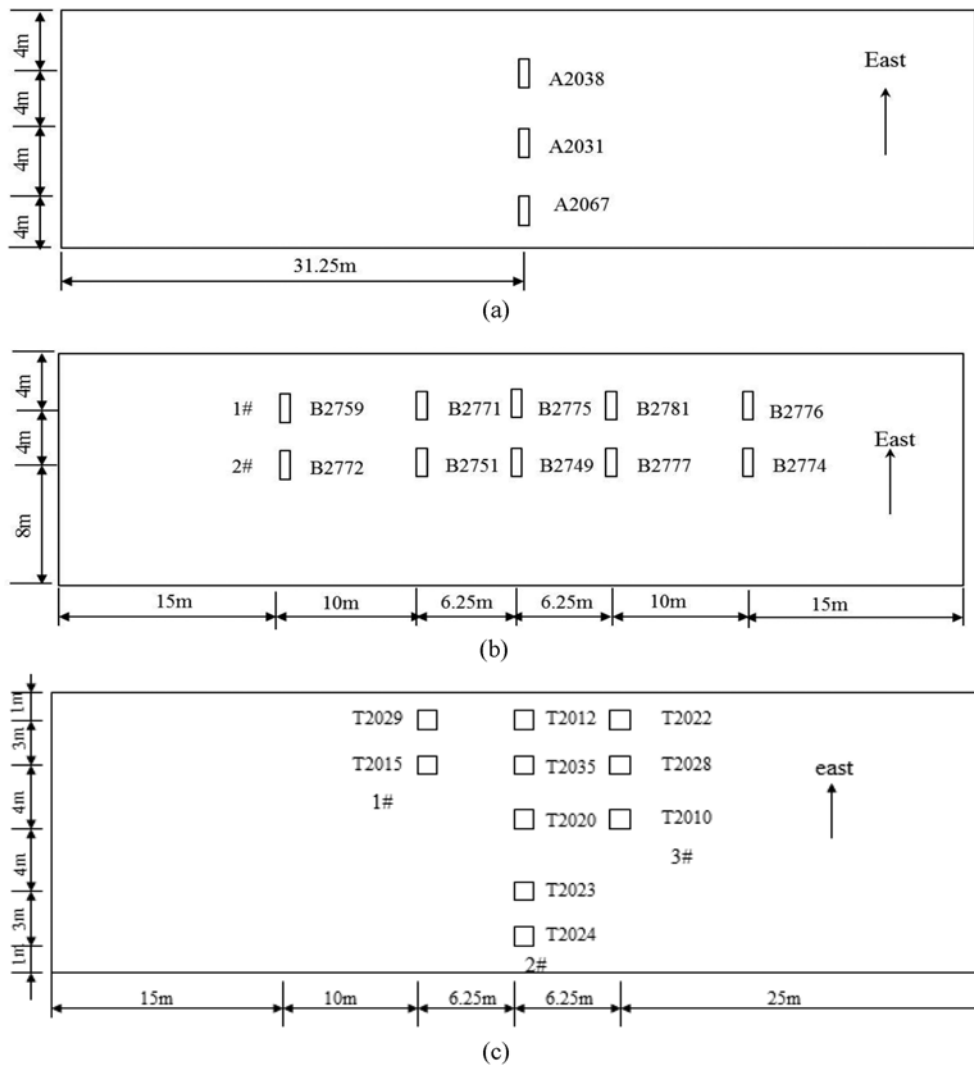 4m
4m
4m
4m
A2038
A2031
A2067
East
31.25m
(a)
4m
4m
8m
1# B2759 B2771 B2775 B2781 B2776
2# B2772 B2751 B2749 B2777 B2774
East
15m 10m 6.25m 6.25m 10m 15m
(b)
1m
3m
4m
4m
3m
1m
T2029 T2012 T2022
T2015 T2035 T2028
east
1# T2020 T2010
3#
T2023
T2024
2#
15m 10m 6.25m 6.25m 25m
(c)